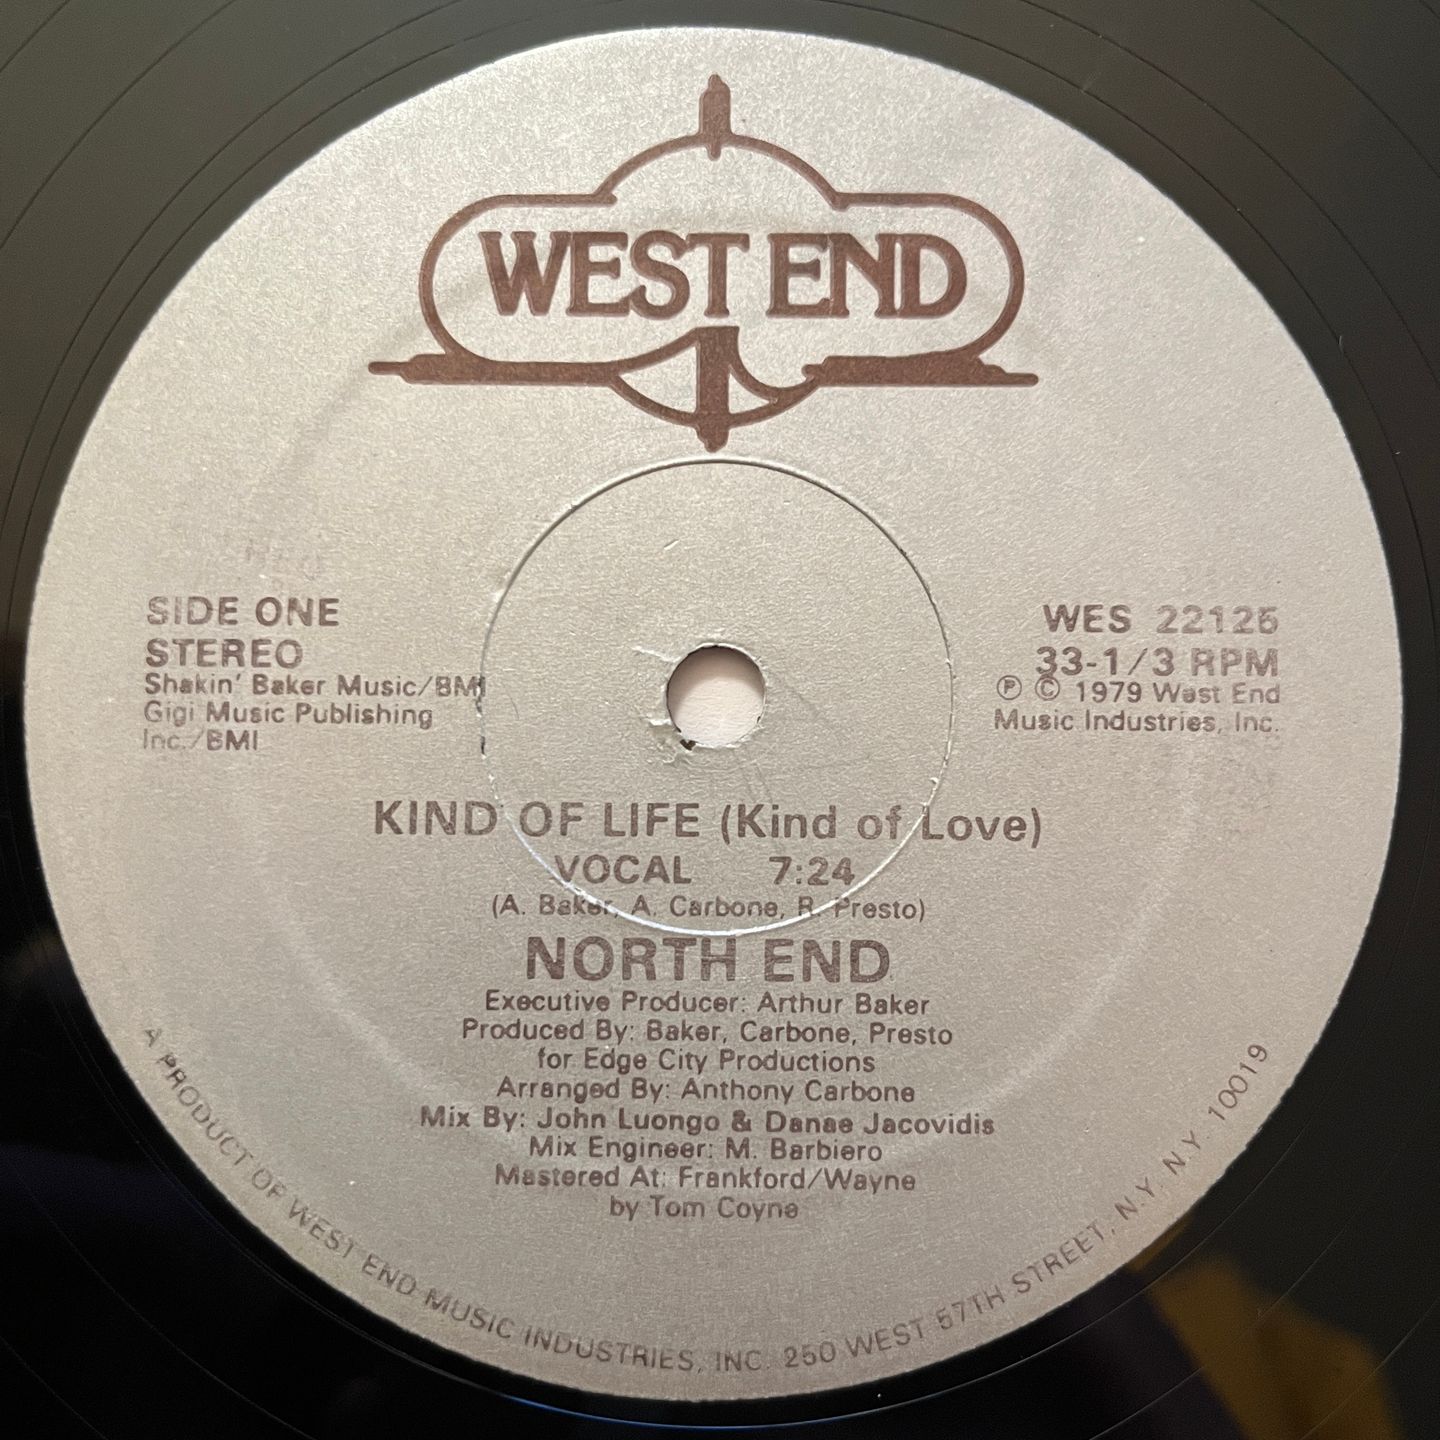 WEST END
SIDE ONE
STEREO
Shakin' Baker Music/BMI
Gigi Music Publishing
Inc./BMI
WES 22126
33-1/3 RPM
Ⓟ © 1979 West End
Music Industries, Inc.
KIND OF LIFE (Kind of Love)
VOCAL 7:24
(A. Baker, A. Carbone, R. Presto)
NORTH END
Executive Producer: Arthur Baker
Produced By: Baker, Carbone, Presto
for Edge City Productions
Arranged By: Anthony Carbone
Mix By: John Luongo & Danae Jacovidis
Mix Engineer: M. Barbiero
Mastered At: Frankford/Wayne
by Tom Coyne
A PRODUCT OF WEST END MUSIC INDUSTRIES, INC. 250 WEST 57TH STREET, N.Y. N.Y. 10019